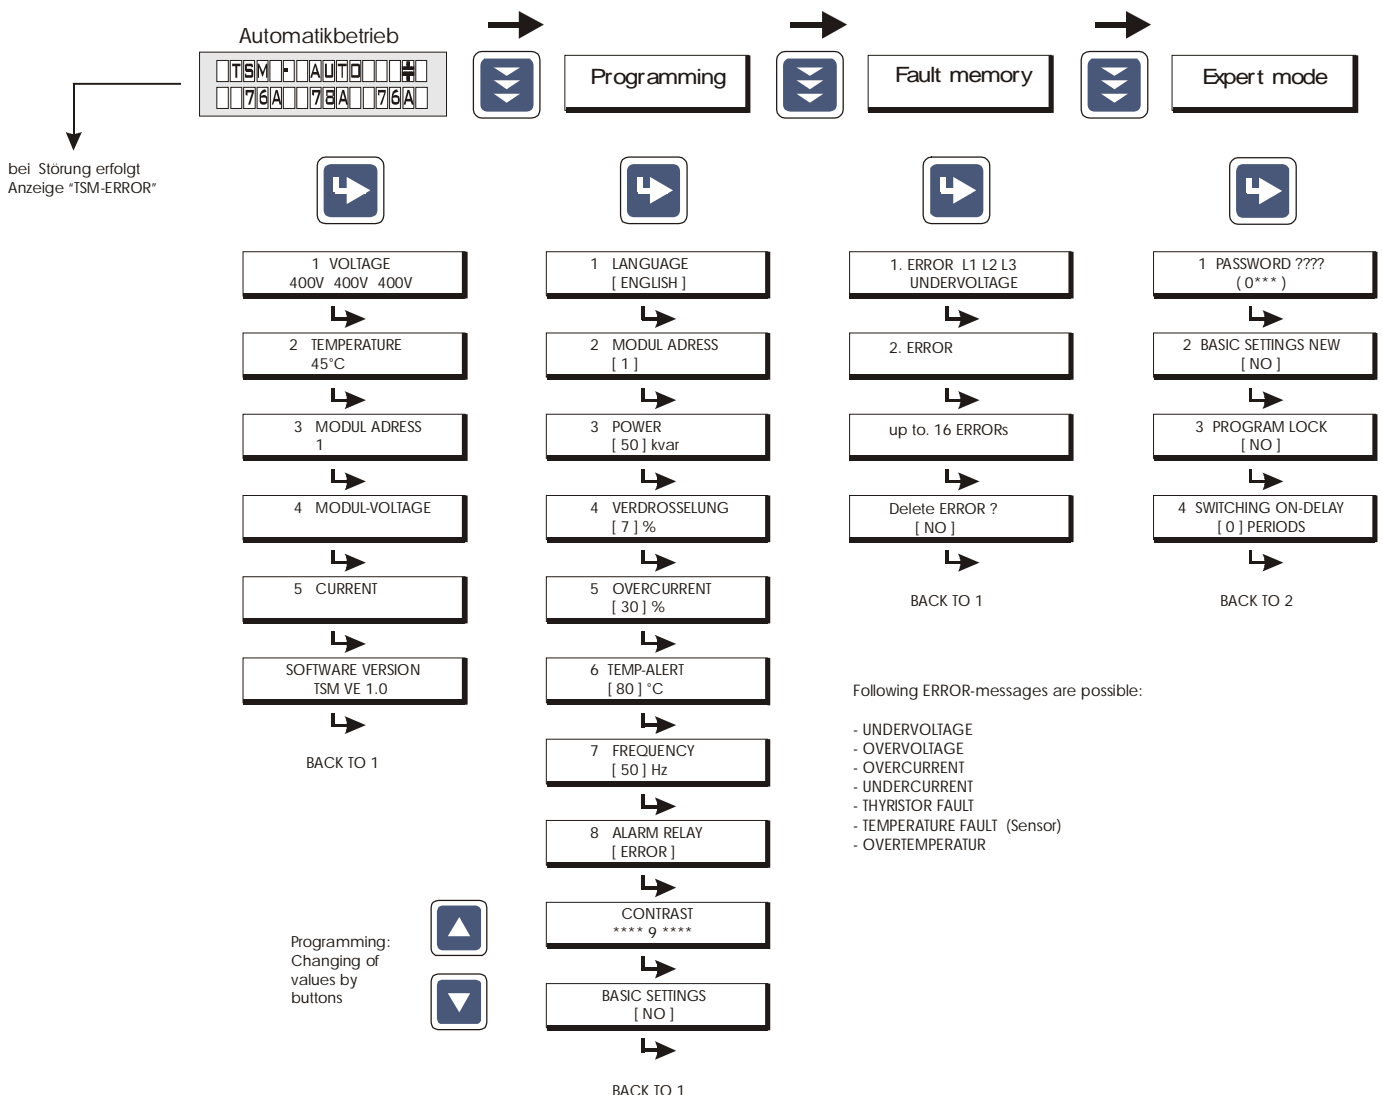 Automatikbetrieb
TSM - AUTO
76A 78A 76A
Programming
Fault memory
Expert mode
bei Störung erfolgt
Anzeige "TSM-ERROR"
1 VOLTAGE
400V 400V 400V
2 TEMPERATURE
45°C
3 MODUL ADRESS
1
4 MODUL-VOLTAGE
5 CURRENT
SOFTWARE VERSION
TSM VE 1.0
BACK TO 1
1 LANGUAGE
[ ENGLISH ]
2 MODUL ADRESS
[ 1 ]
3 POWER
[ 50 ] kvar
4 VERDROSSELUNG
[ 7 ] %
5 OVERCURRENT
[ 30 ] %
6 TEMP-ALERT
[ 80 ] °C
7 FREQUENCY
[ 50 ] Hz
8 ALARM RELAY
[ ERROR ]
CONTRAST
**** 9 ****
BASIC SETTINGS
[ NO ]
BACK TO 1
1. ERROR L1 L2 L3
UNDERVOLTAGE
2. ERROR
up to. 16 ERRORs
Delete ERROR ?
[ NO ]
BACK TO 1
1 PASSWORD ????
( 0*** )
2 BASIC SETTINGS NEW
[ NO ]
3 PROGRAM LOCK
[ NO ]
4 SWITCHING ON-DELAY
[ 0 ] PERIODS
BACK TO 2
Following ERROR-messages are possible:
- UNDERVOLTAGE
- OVERVOLTAGE
- OVERCURRENT
- UNDERCURRENT
- THYRISTOR FAULT
- TEMPERATURE FAULT (Sensor)
- OVERTEMPERATUR
Programming:
Changing of
values by
buttons